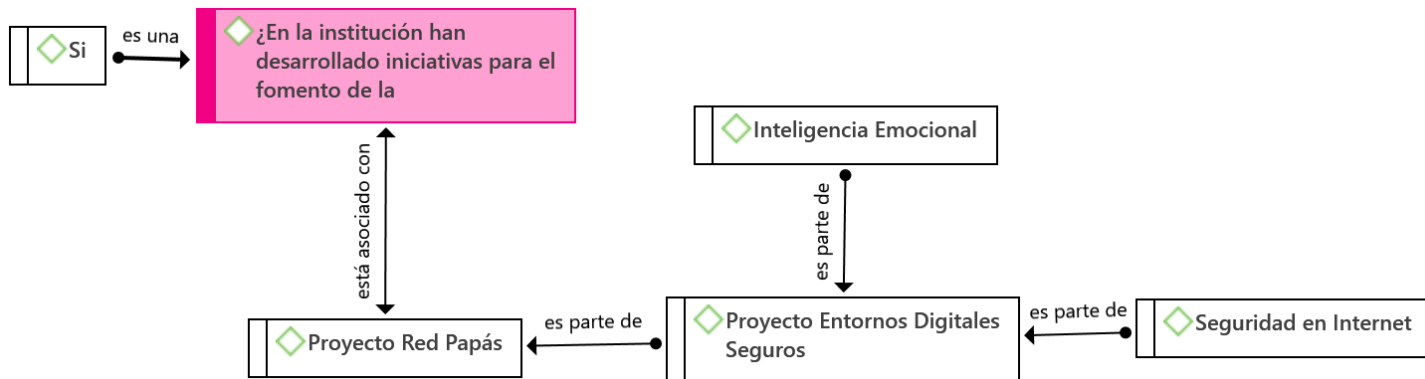 Si
es una
¿En la institución han
desarrollado iniciativas para el
fomento de la
Inteligencia Emocional
está asociado con
es parte de
Proyecto Red Papás
es parte de
Proyecto Entornos Digitales
Seguros
es parte de
Seguridad en Internet